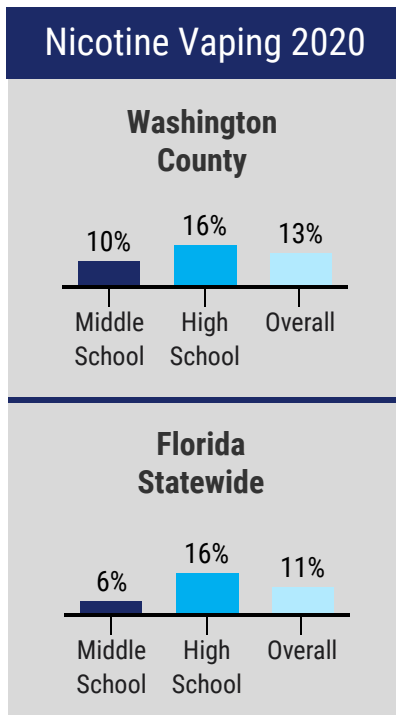 Nicotine Vaping 2020
Washington
County
10%
16%
13%
Middle
School
High
School
Overall
Florida
Statewide
6%
16%
11%
Middle
School
High
School
Overall